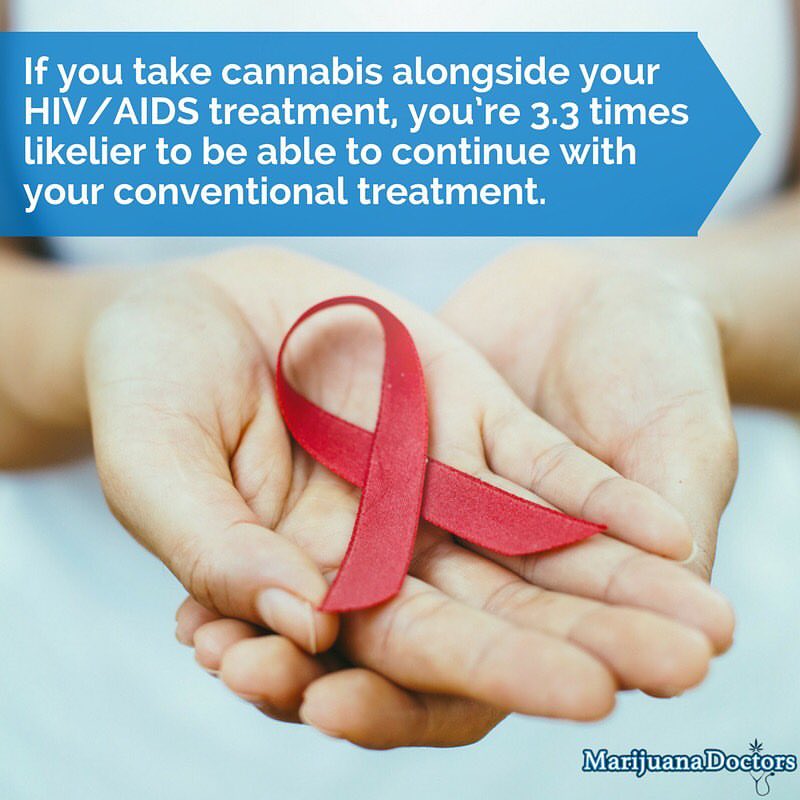 If you take cannabis alongside your
HIV/AIDS treatment, you’re 3.3 times
likelier to be able to continue with
your conventional treatment.
MarijuanaDoctors